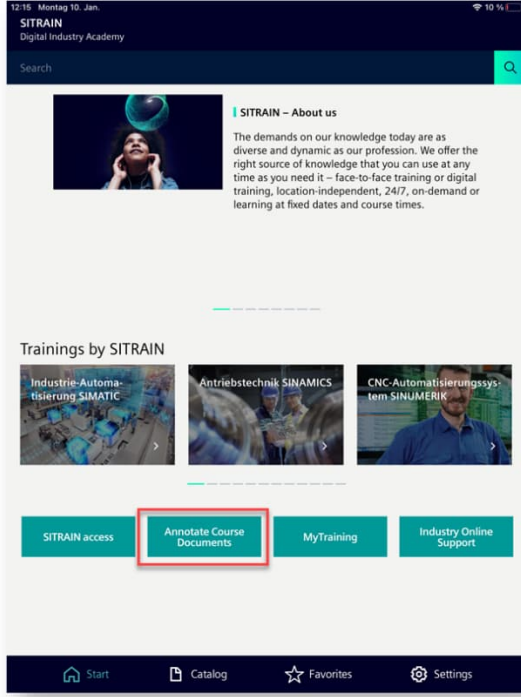 12:15 Montag 10. Jan.
10 %
SITRAIN
Digital Industry Academy
Search
SITRAIN – About us
The demands on our knowledge today are as
diverse and dynamic as our profession. We offer the
right source of knowledge that you can use at any
time as you need it – face-to-face training or digital
training, location-independent, 24/7, on-demand or
learning at fixed dates and course times.
Trainings by SITRAIN
Industrie-Automa-
tisierung SIMATIC
Antriebstechnik SINAMICS
CNC-Automatisierungssys-
tem SINUMERIK
SITRAIN access
Annotate Course
Documents
MyTraining
Industry Online
Support
Start
Catalog
Favorites
Settings